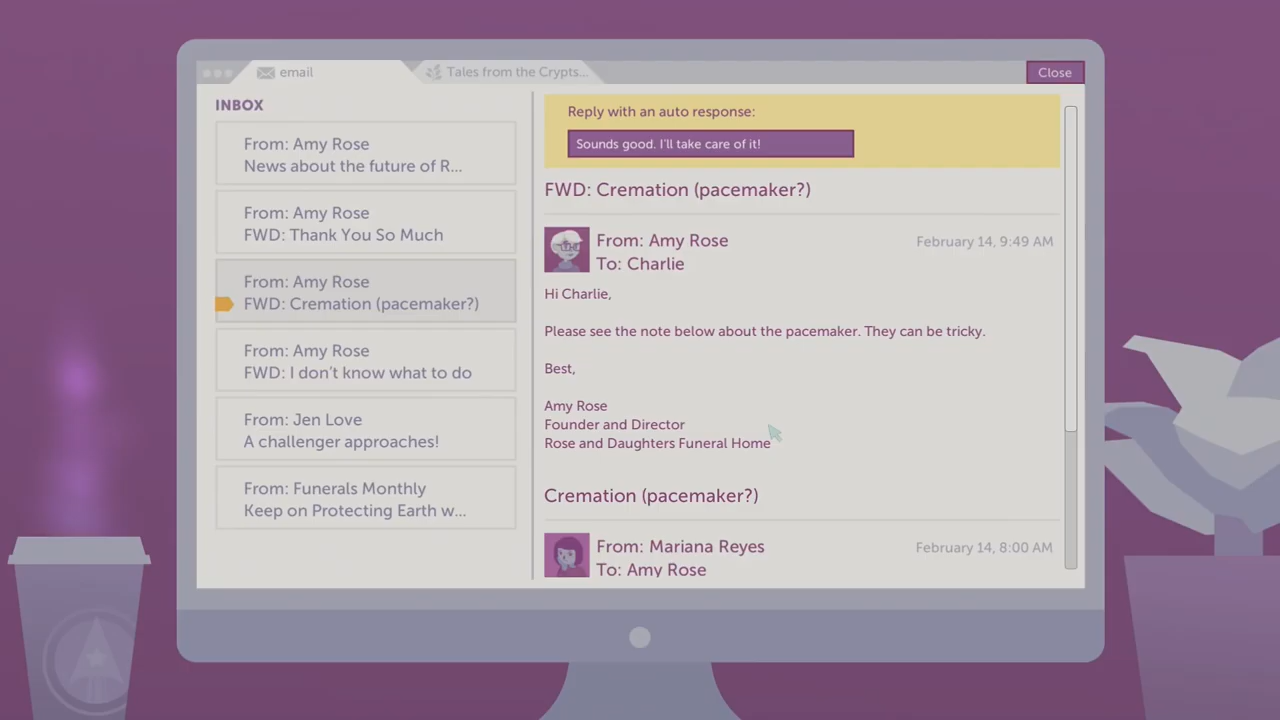 email
Tales from the Crypts...
Close
INBOX
From: Amy Rose
News about the future of R...
From: Amy Rose
FWD: Thank You So Much
From: Amy Rose
FWD: Cremation (pacemaker?)
From: Amy Rose
FWD: I don't know what to do
From: Jen Love
A challenger approaches!
From: Funerals Monthly
Keep on Protecting Earth w...
Reply with an auto response:
Sounds good. I'll take care of it!
FWD: Cremation (pacemaker?)
From: Amy Rose
February 14, 9:49 AM
To: Charlie
Hi Charlie,
Please see the note below about the pacemaker. They can be tricky.
Best,
Amy Rose
Founder and Director
Rose and Daughters Funeral Home
Cremation (pacemaker?)
From: Mariana Reyes
February 14, 8:00 AM
To: Amy Rose